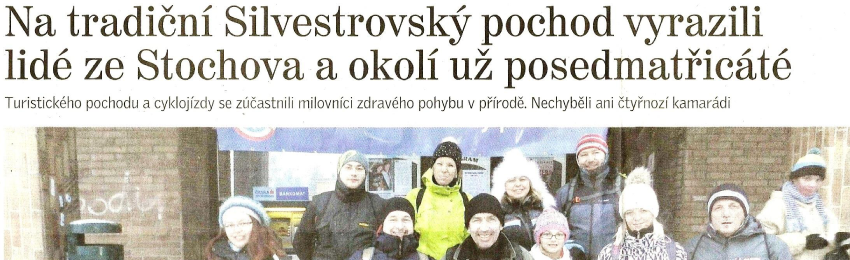 Na tradiční Silvestrovský pochod vyrazili
lidé ze Stochova a okolí už posedmatřicáté
Turistického pochodu a cyklojízdy se zúčastnili milovníci zdravého pohybu v přírodě. Nechyběli ani čtyřnozí kamarádi
BANKOMAT